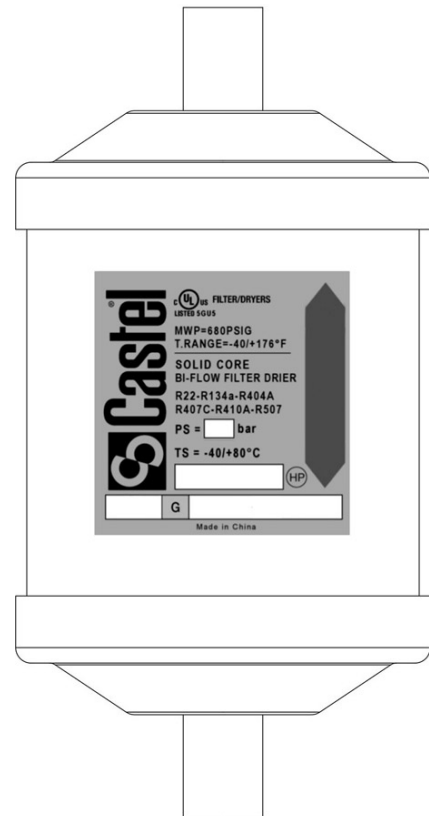 Castel®
C UL US FILTER/DRYERS
LISTED SGUS
MWP=680PSIG
T.RANGE=-40/+176°F
SOLID CORE
BI-FLOW FILTER DRIER
R22-R134a-R404A
R407C-R410A-R507
PS = bar
TS = -40/+80°C
HP
G
Made in China